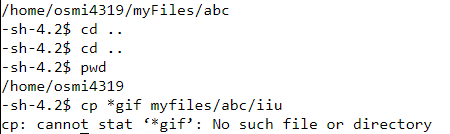 /home/osmi4319/myFiles/abc
-sh-4.2$ cd ..
-sh-4.2$ cd ..
-sh-4.2$ pwd
/home/osmi4319
-sh-4.2$ cp *gif myfiles/abc/iiu
cp: cannot stat ‘*gif’: No such file or directory